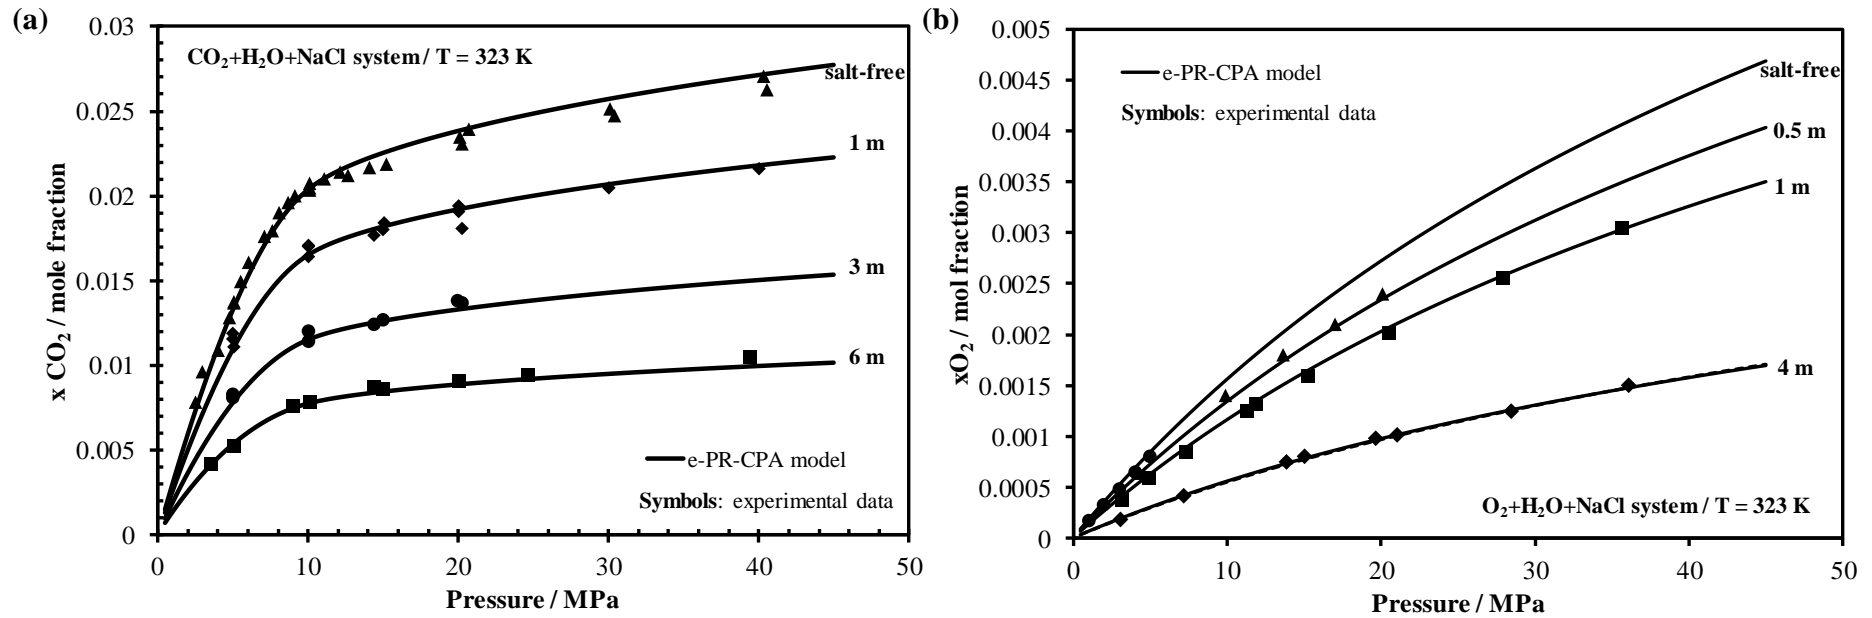 (a)
0.03
0.025
0.02
0.015
0.01
0.005
0
x CO₂ / mole fraction
CO₂+H₂O+NaCl system / T = 323 K
salt-free
1 m
3 m
6 m
e-PR-CPA model
Symbols: experimental data
0 10 20 30 40 50
Pressure / MPa
(b)
0.005
0.0045
0.004
0.0035
0.003
0.0025
0.002
0.0015
0.001
0.0005
0
xO₂ / mol fraction
e-PR-CPA model
Symbols: experimental data
salt-free
0.5 m
1 m
4 m
O₂+H₂O+NaCl system / T = 323 K
0 10 20 30 40 50
Pressure / MPa